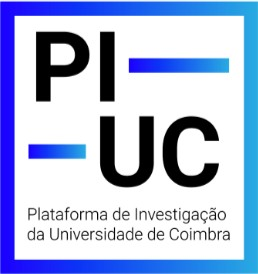 PI
UC
Plataforma de Investigação
da Universidade de Coimbra